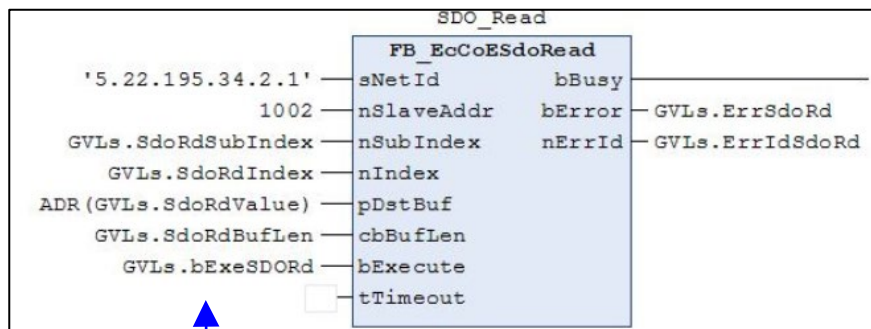 SDO_Read
FB_EcCoESdoRead
'5.22.195.34.2.1' sNetId bBusy
1002 nSlaveAddr bError GVLs.ErrSdoRd
GVLs.SdoRdSubIndex nSubIndex nErrId GVLs.ErrIdSdoRd
GVLs.SdoRdIndex nIndex
ADR(GVLs.SdoRdValue) pDstBuf
GVLs.SdoRdBufLen cbBufLen
GVLs.bExeSDORd bExecute
tTimeout